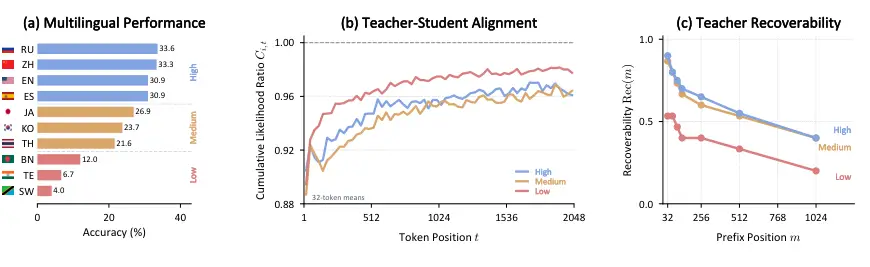 (a) Multilingual Performance
RU 33.6
ZH 33.3
EN 30.9
ES 30.9
JA 26.9
KO 23.7
TH 21.6
BN 12.0
TE 6.7
SW 4.0
High
Medium
Low
0 20 40
Accuracy (%)
(b) Teacher-Student Alignment
Cumulative Likelihood Ratio C_{i,t}
1.00
0.96
0.92
0.88
32-token means
High
Medium
Low
1 512 1024 1536 2048
Token Position t
(c) Teacher Recoverability
Recoverability Rec(m)
1.0
0.5
0.0
High
Medium
Low
32 256 512 768 1024
Prefix Position m